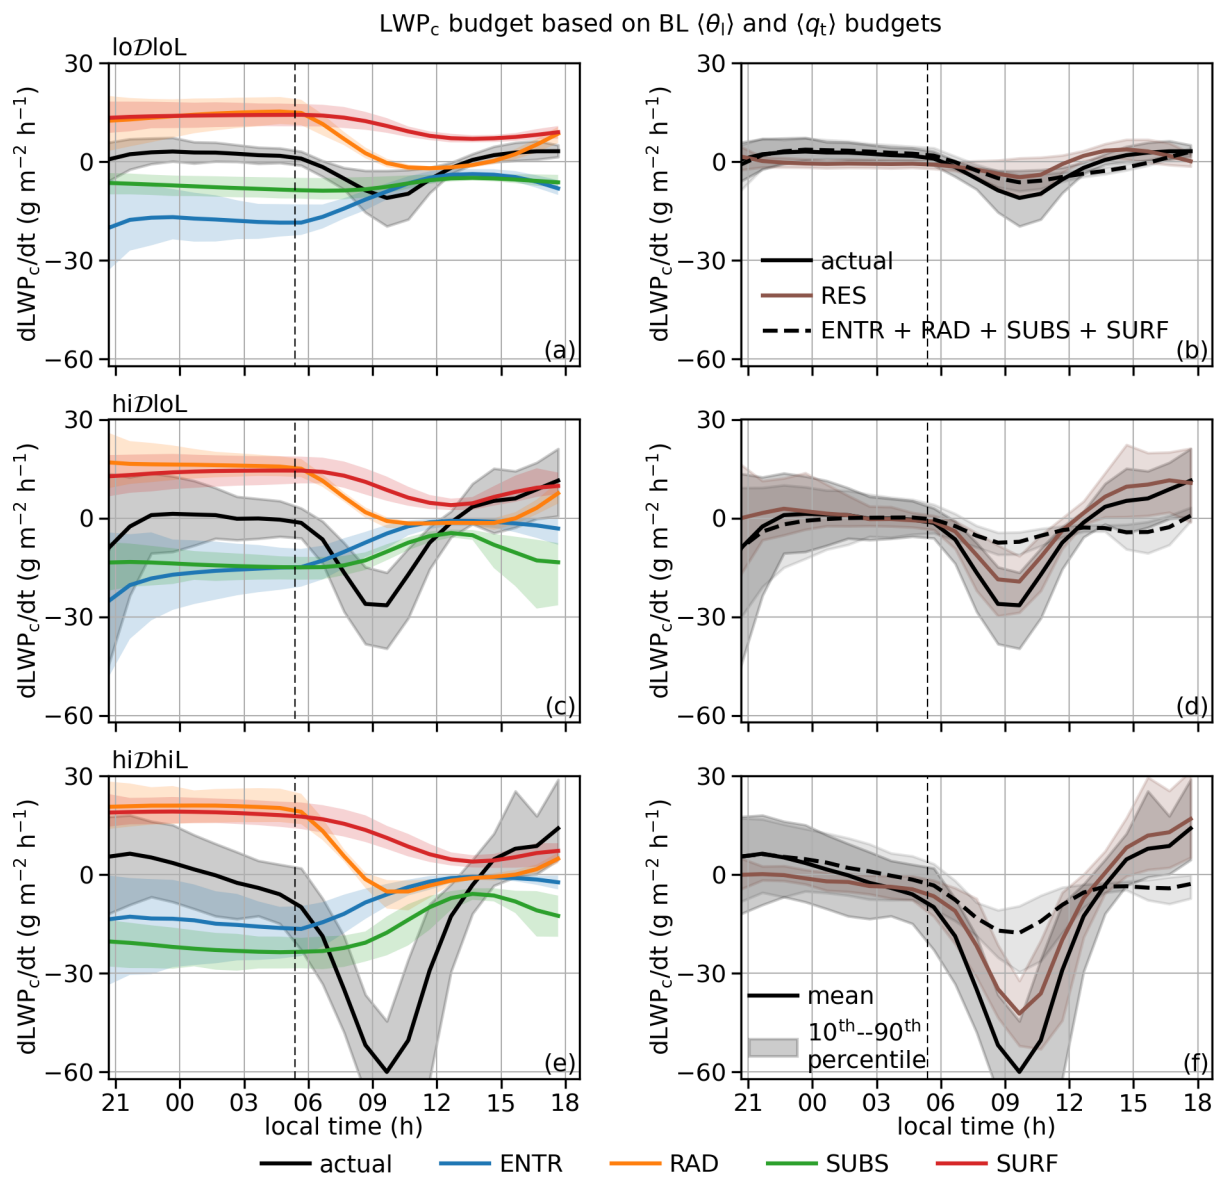 LWPc budget based on BL ⟨θl⟩ and ⟨qt⟩ budgets
lo𝒟loL
30
0
−30
−60
dLWPc/dt (g m−2 h−1)
(a)
30
0
−30
−60
dLWPc/dt (g m−2 h−1)
actual
RES
ENTR + RAD + SUBS + SURF
(b)
hi𝒟loL
30
0
−30
−60
dLWPc/dt (g m−2 h−1)
(c)
30
0
−30
−60
dLWPc/dt (g m−2 h−1)
(d)
hi𝒟hiL
30
0
−30
−60
dLWPc/dt (g m−2 h−1)
(e)
21 00 03 06 09 12 15 18
local time (h)
30
0
−30
−60
dLWPc/dt (g m−2 h−1)
mean
10th--90th
percentile
(f)
21 00 03 06 09 12 15 18
local time (h)
actual ENTR RAD SUBS SURF